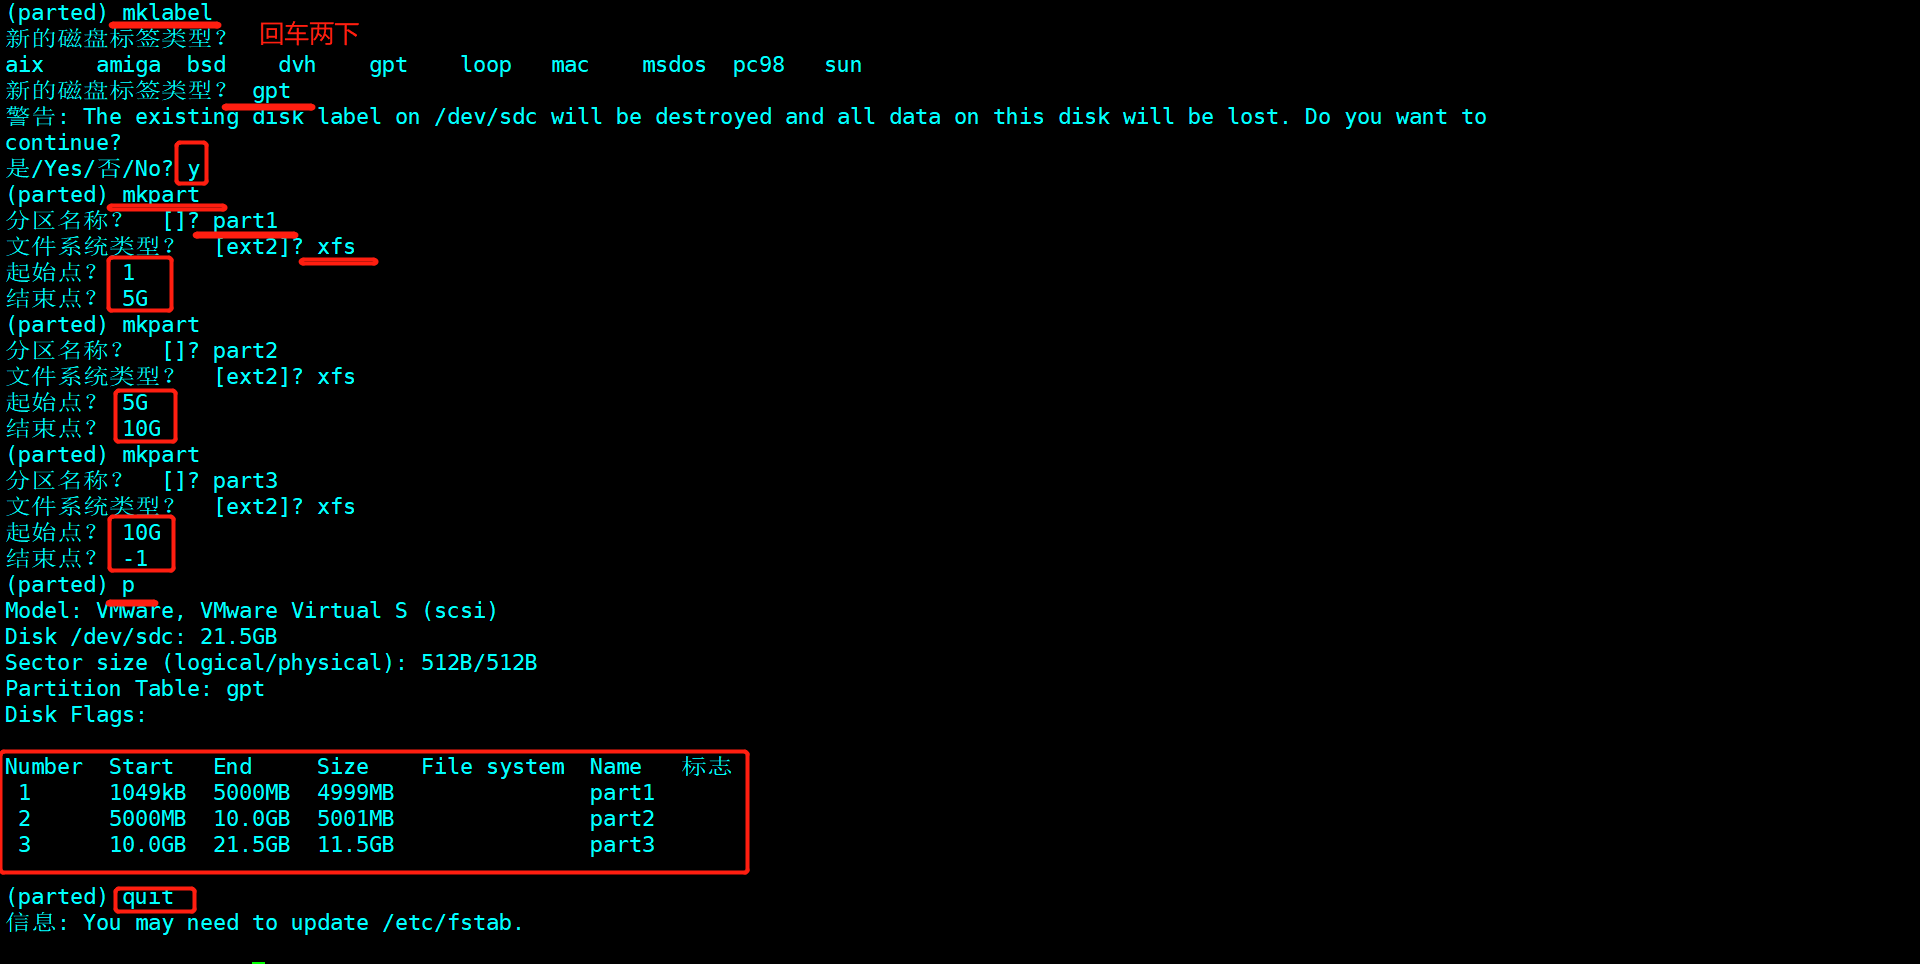 (parted) mklabel
新的磁盘标签类型？ 回车两下
aix amiga bsd dvh gpt loop mac msdos pc98 sun
新的磁盘标签类型？ gpt
警告: The existing disk label on /dev/sdc will be destroyed and all data on this disk will be lost. Do you want to
continue?
是/Yes/否/No? y
(parted) mkpart
分区名称？ []? part1
文件系统类型？ [ext2]? xfs
起始点？ 1
结束点？ 5G
(parted) mkpart
分区名称？ []? part2
文件系统类型？ [ext2]? xfs
起始点？ 5G
结束点？ 10G
(parted) mkpart
分区名称？ []? part3
文件系统类型？ [ext2]? xfs
起始点？ 10G
结束点？ -1
(parted) p
Model: VMware, VMware Virtual S (scsi)
Disk /dev/sdc: 21.5GB
Sector size (logical/physical): 512B/512B
Partition Table: gpt
Disk Flags:
Number Start End Size File system Name 标志
1 1049kB 5000MB 4999MB part1
2 5000MB 10.0GB 5001MB part2
3 10.0GB 21.5GB 11.5GB part3
(parted) quit
信息: You may need to update /etc/fstab.